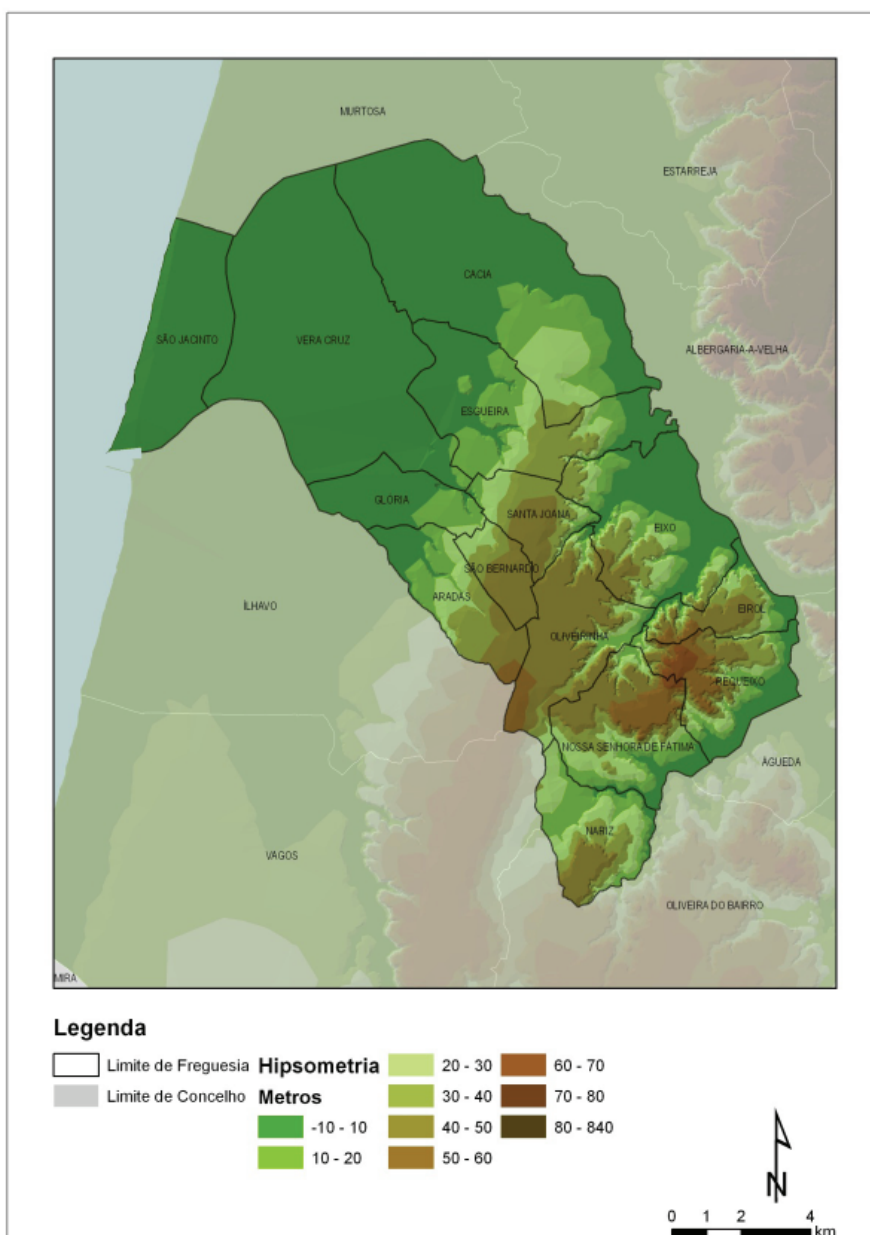 MURTOSA
ESTARREJA
CACIA
SÃO JACINTO
VERA CRUZ
ALBERGARIA-A-VELHA
ESGUEIRA
GLORIA
SANTA JOANA
EIXO
SÃO BERNARDO
ARADAS
ÍLHAVO
EIROL
OLIVEIRINHA
REQUEIXO
NOSSA SENHORA DE FÁTIMA
ÁGUEDA
NARIZ
VAGOS
OLIVEIRA DO BAIRRO
MIRA
Legenda
Limite de Freguesia
Limite de Concelho
Hipsometria
Metros
-10 - 10
10 - 20
20 - 30
30 - 40
40 - 50
50 - 60
60 - 70
70 - 80
80 - 840
N
0 1 2 4
km